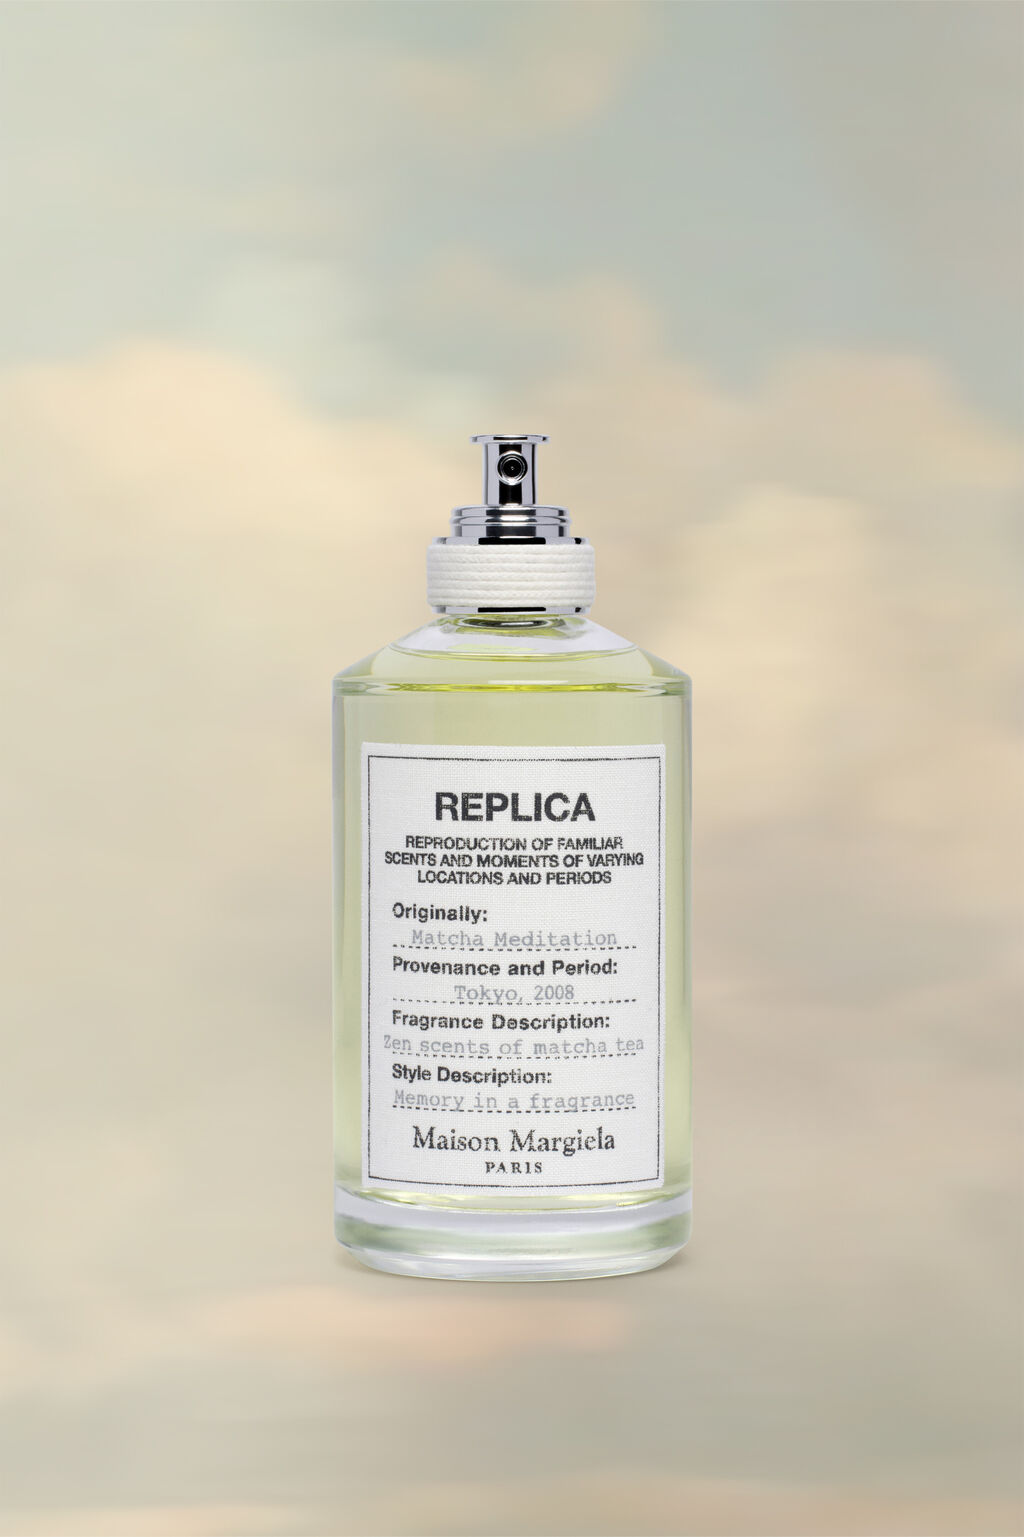 REPLICA
REPRODUCTION OF FAMILIAR
SCENTS AND MOMENTS OF VARYING
LOCATIONS AND PERIODS
Originally:
Matcha Meditation
Provenance and Period:
Tokyo, 2008
Fragrance Description:
Zen scents of matcha tea
Style Description:
Memory in a fragrance
Maison Margiela
PARIS